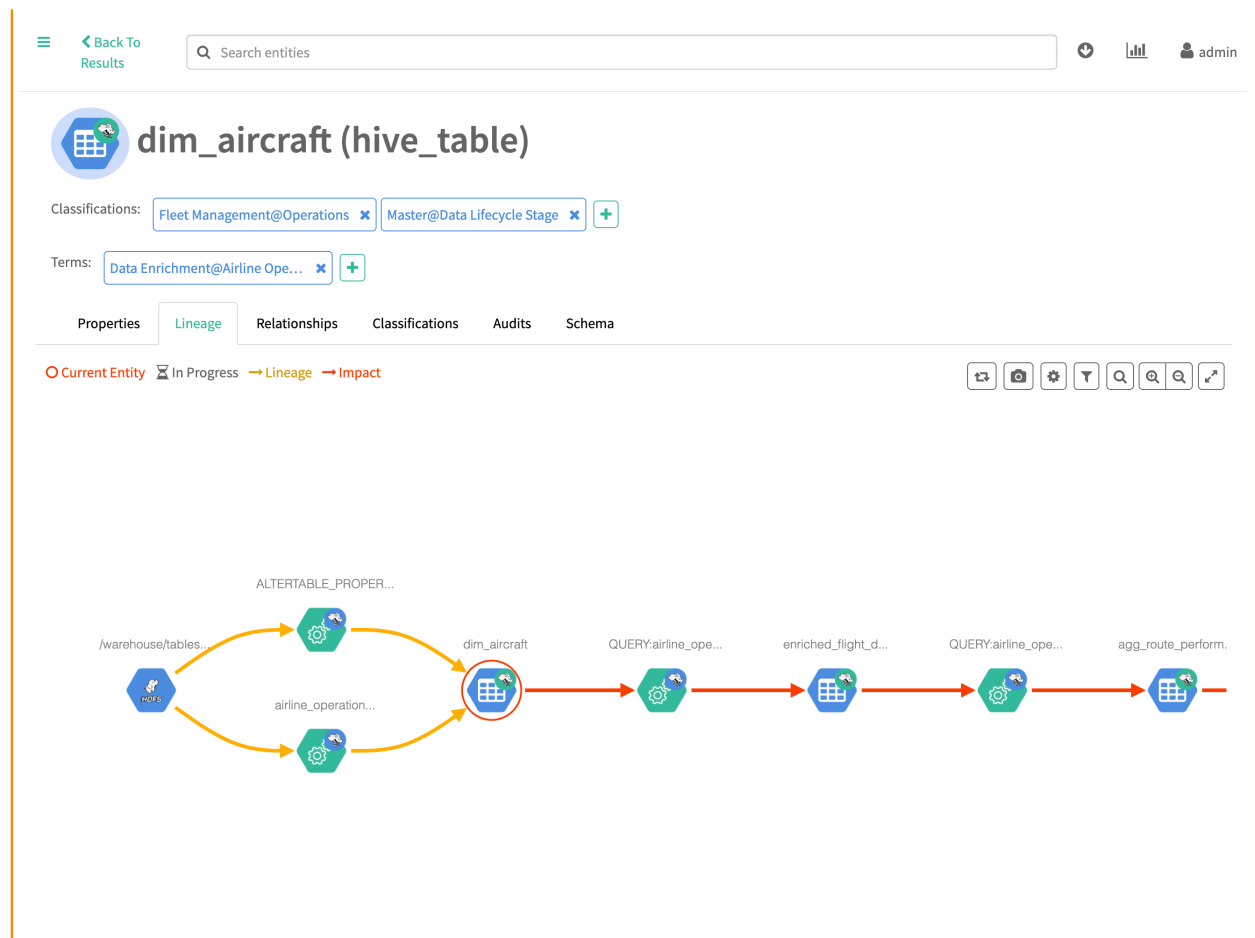 Back To
Results
Search entities
admin
dim_aircraft (hive_table)
Classifications:
Fleet Management@Operations
Master@Data Lifecycle Stage
Terms:
Data Enrichment@Airline Ope...
Properties
Lineage
Relationships
Classifications
Audits
Schema
Current Entity
In Progress
Lineage
Impact
ALTERTABLE_PROPER...
/warehouse/tables...
dim_aircraft
QUERY:airline_ope...
enriched_flight_d...
QUERY:airline_ope...
agg_route_perform.
HDFS
airline_operation...